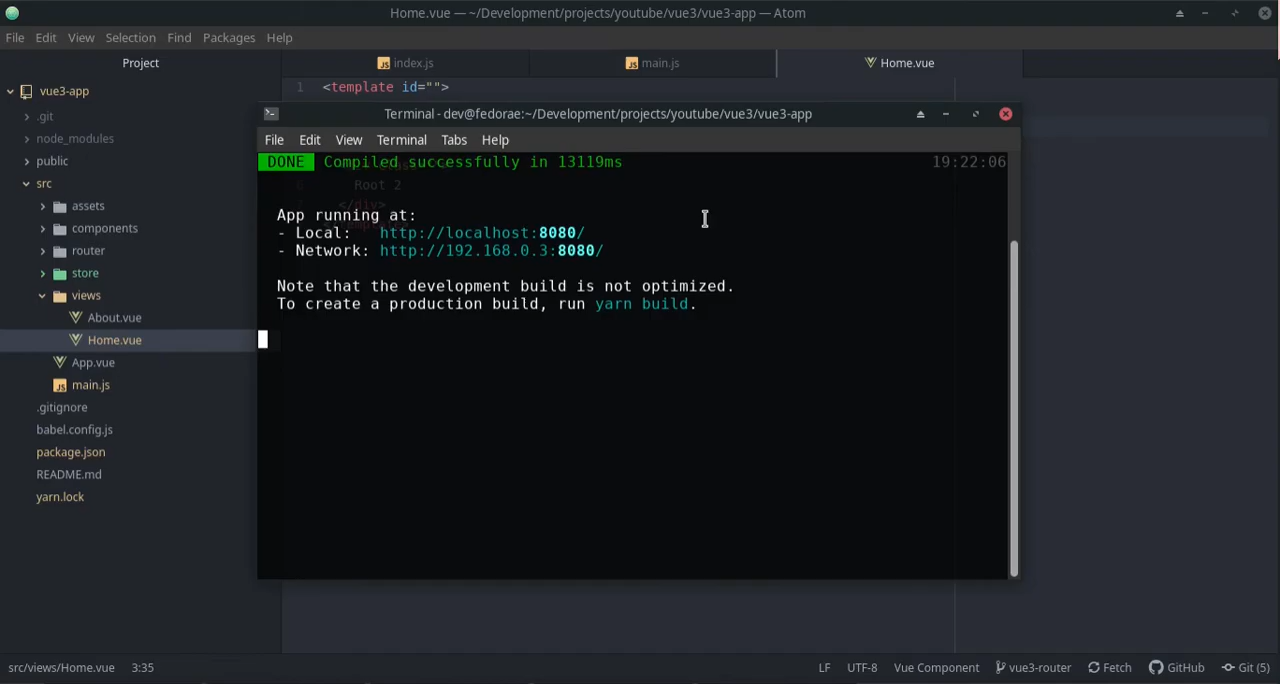 Home.vue — ~/Development/projects/youtube/vue3/vue3-app — Atom
File Edit View Selection Find Packages Help
Project
index.js
main.js
Home.vue
vue3-app
.git
node_modules
public
src
assets
components
router
store
views
About.vue
Home.vue
App.vue
main.js
.gitignore
babel.config.js
package.json
README.md
yarn.lock
1 <template id="">
Terminal - dev@fedorae:~/Development/projects/youtube/vue3/vue3-app
File Edit View Terminal Tabs Help
DONE Compiled successfully in 13119ms 19:22:06
Root 2
</div>
App running at:
- Local: http://localhost:8080/
- Network: http://192.168.0.3:8080/
Note that the development build is not optimized.
To create a production build, run yarn build.
src/views/Home.vue 3:35 LF UTF-8 Vue Component vue3-router Fetch GitHub Git (5)